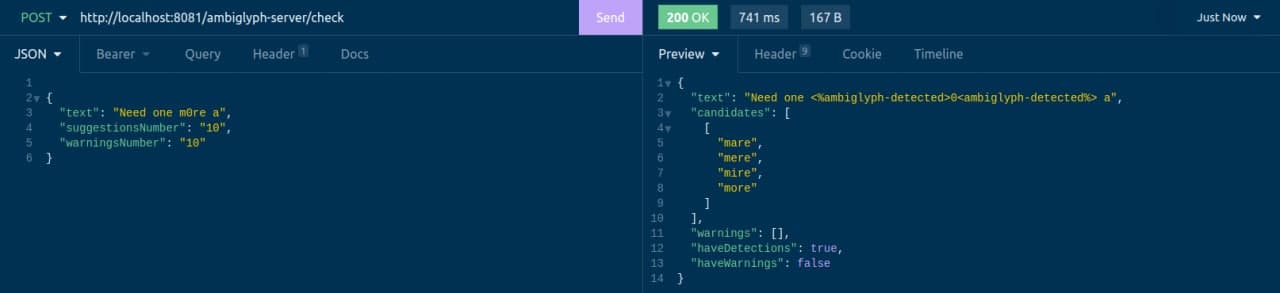 POST http://localhost:8081/ambiglyph-server/check Send 200 OK 741 ms 167 B Just Now
JSON Bearer Query Header 1 Docs Preview Header 9 Cookie Timeline
1
2 {
3 "text": "Need one m0re a",
4 "suggestionsNumber": "10",
5 "warningsNumber": "10"
6 }
1 {
2 "text": "Need one <%ambiglyph-detected>0<ambiglyph-detected%> a",
3 "candidates": [
4 [
5 "mare",
6 "mere",
7 "mire",
8 "more"
9 ]
10 ],
11 "warnings": [],
12 "haveDetections": true,
13 "haveWarnings": false
14 }